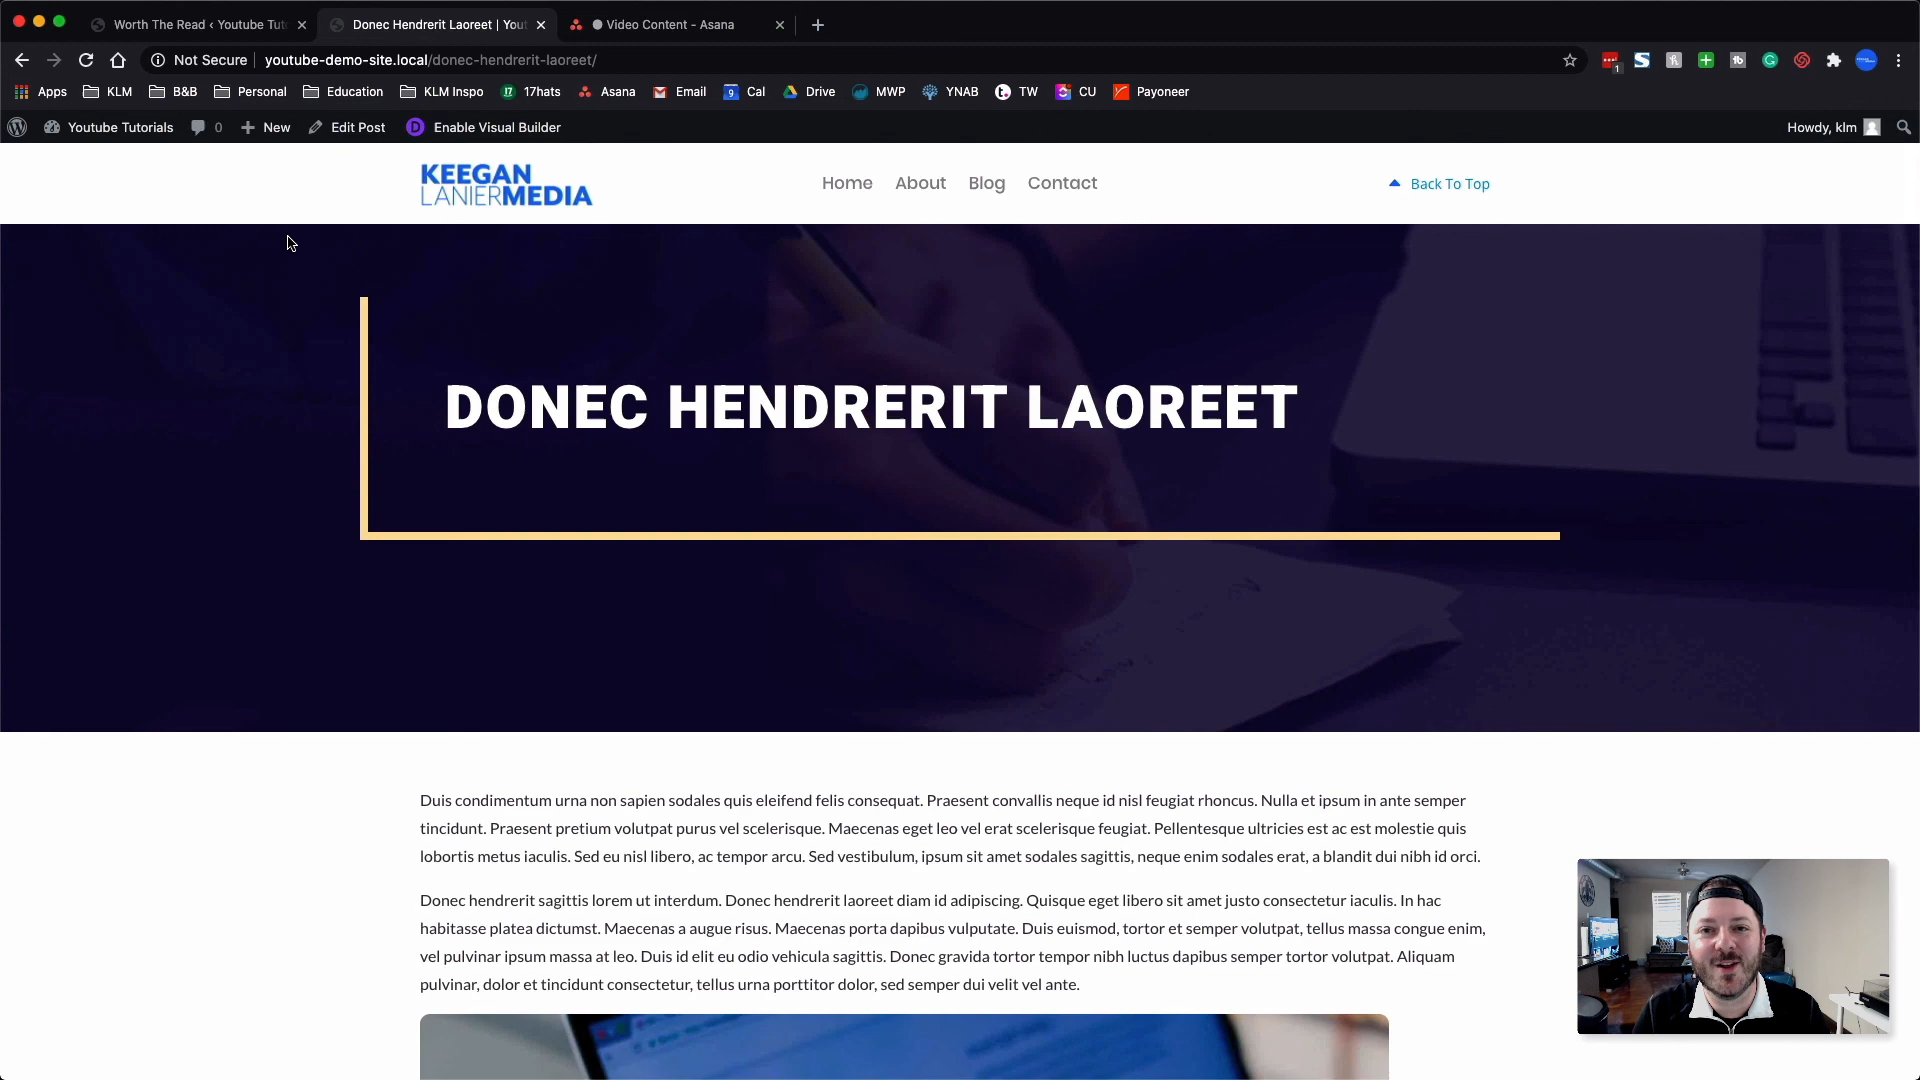 Worth The Read ‹ Youtube Tut
Donec Hendrerit Laoreet | Yout
Video Content - Asana
Not Secure
youtube-demo-site.local/donec-hendrerit-laoreet/
1
Apps
KLM
B&B
Personal
Education
KLM Inspo
17
17hats
Asana
Email
9
Cal
Drive
MWP
YNAB
TW
CU
Payoneer
Youtube Tutorials
0
New
Edit Post
D
Enable Visual Builder
Howdy, klm
KEEGAN
LANIERMEDIA
Home
About
Blog
Contact
Back To Top
DONEC HENDRERIT LAOREET
Duis condimentum urna non sapien sodales quis eleifend felis consequat. Praesent convallis neque id nisl feugiat rhoncus. Nulla et ipsum in ante semper
tincidunt. Praesent pretium volutpat purus vel scelerisque. Maecenas eget leo vel erat scelerisque feugiat. Pellentesque ultricies est ac est molestie quis
lobortis metus iaculis. Sed eu nisl libero, ac tempor arcu. Sed vestibulum, ipsum sit amet sodales sagittis, neque enim sodales erat, a blandit dui nibh id orci.
Donec hendrerit sagittis lorem ut interdum. Donec hendrerit laoreet diam id adipiscing. Quisque eget libero sit amet justo consectetur iaculis. In hac
habitasse platea dictumst. Maecenas a augue risus. Maecenas porta dapibus vulputate. Duis euismod, tortor et semper volutpat, tellus massa congue enim,
vel pulvinar ipsum massa at leo. Duis id elit eu odio vehicula sagittis. Donec gravida tortor tempor nibh luctus dapibus semper tortor volutpat. Aliquam
pulvinar, dolor et tincidunt consectetur, tellus urna porttitor dolor, sed semper dui velit vel ante.